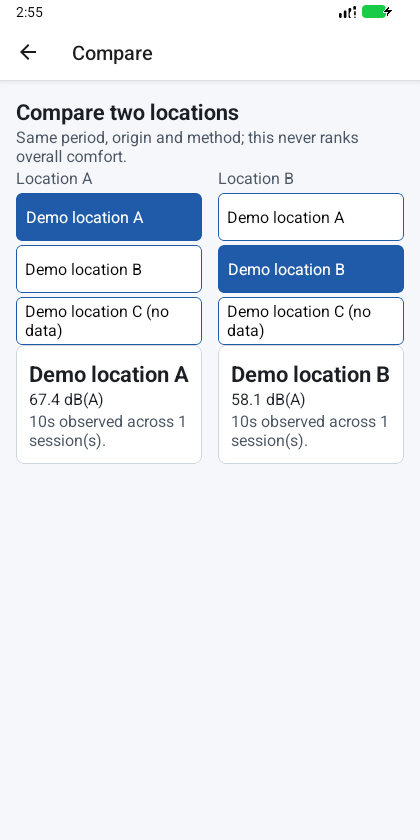 2:55
Compare
Compare two locations
Same period, origin and method; this never ranks
overall comfort.
Location A
Demo location A
Demo location B
Demo location C (no
data)
Demo location A
67.4 dB(A)
10s observed across 1
session(s).
Location B
Demo location A
Demo location B
Demo location C (no
data)
Demo location B
58.1 dB(A)
10s observed across 1
session(s).